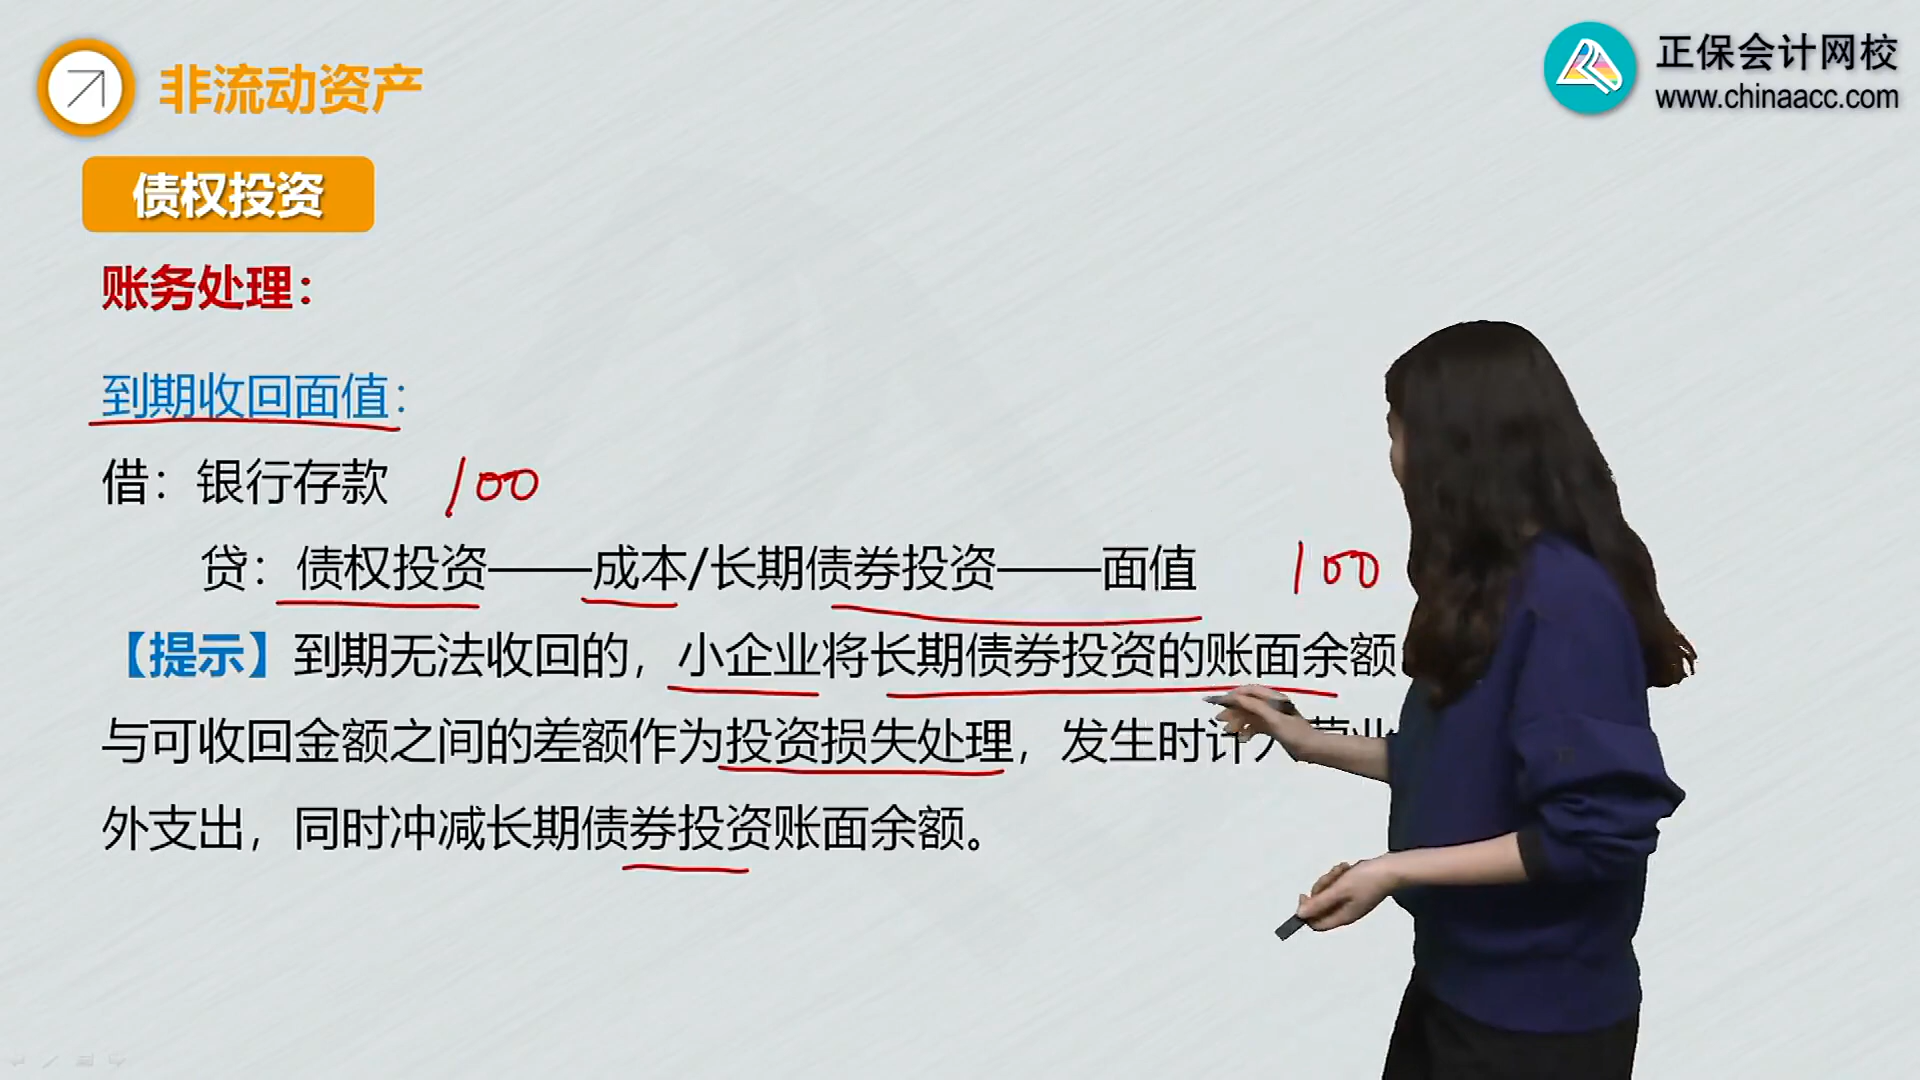 非流动资产
正保会计网校
www.chinaacc.com
债权投资
账务处理：
到期收回面值：
借：银行存款 100
贷：债权投资——成本/长期债券投资——面值 100
【提示】到期无法收回的，小企业将长期债券投资的账面余额
与可收回金额之间的差额作为投资损失处理，发生时计入营业
外支出，同时冲减长期债券投资账面余额。